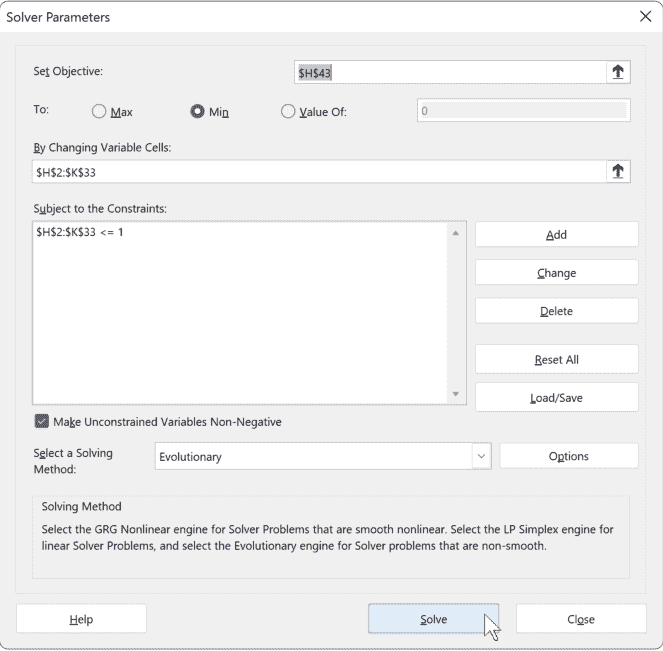 Solver Parameters
Set Objective: $H$43
To: Max Min Value Of: 0
By Changing Variable Cells:
$H$2:$K$33
Subject to the Constraints:
$H$2:$K$33 <= 1
Add
Change
Delete
Reset All
Load/Save
Make Unconstrained Variables Non-Negative
Select a Solving
Method:
Evolutionary
Options
Solving Method
Select the GRG Nonlinear engine for Solver Problems that are smooth nonlinear. Select the LP Simplex engine for
linear Solver Problems, and select the Evolutionary engine for Solver problems that are non-smooth.
Help
Solve
Close